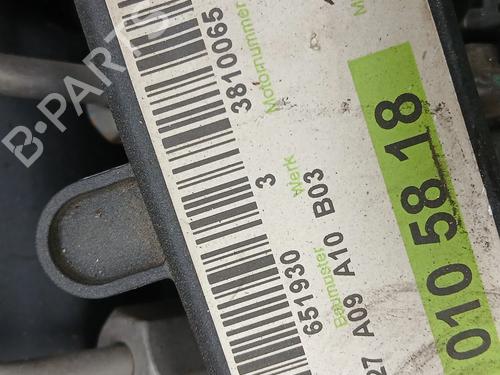 B-PARTS
651930 3 3810065
Baumuster Werk Motornummer
27 A09 A10 B03
010 58 18